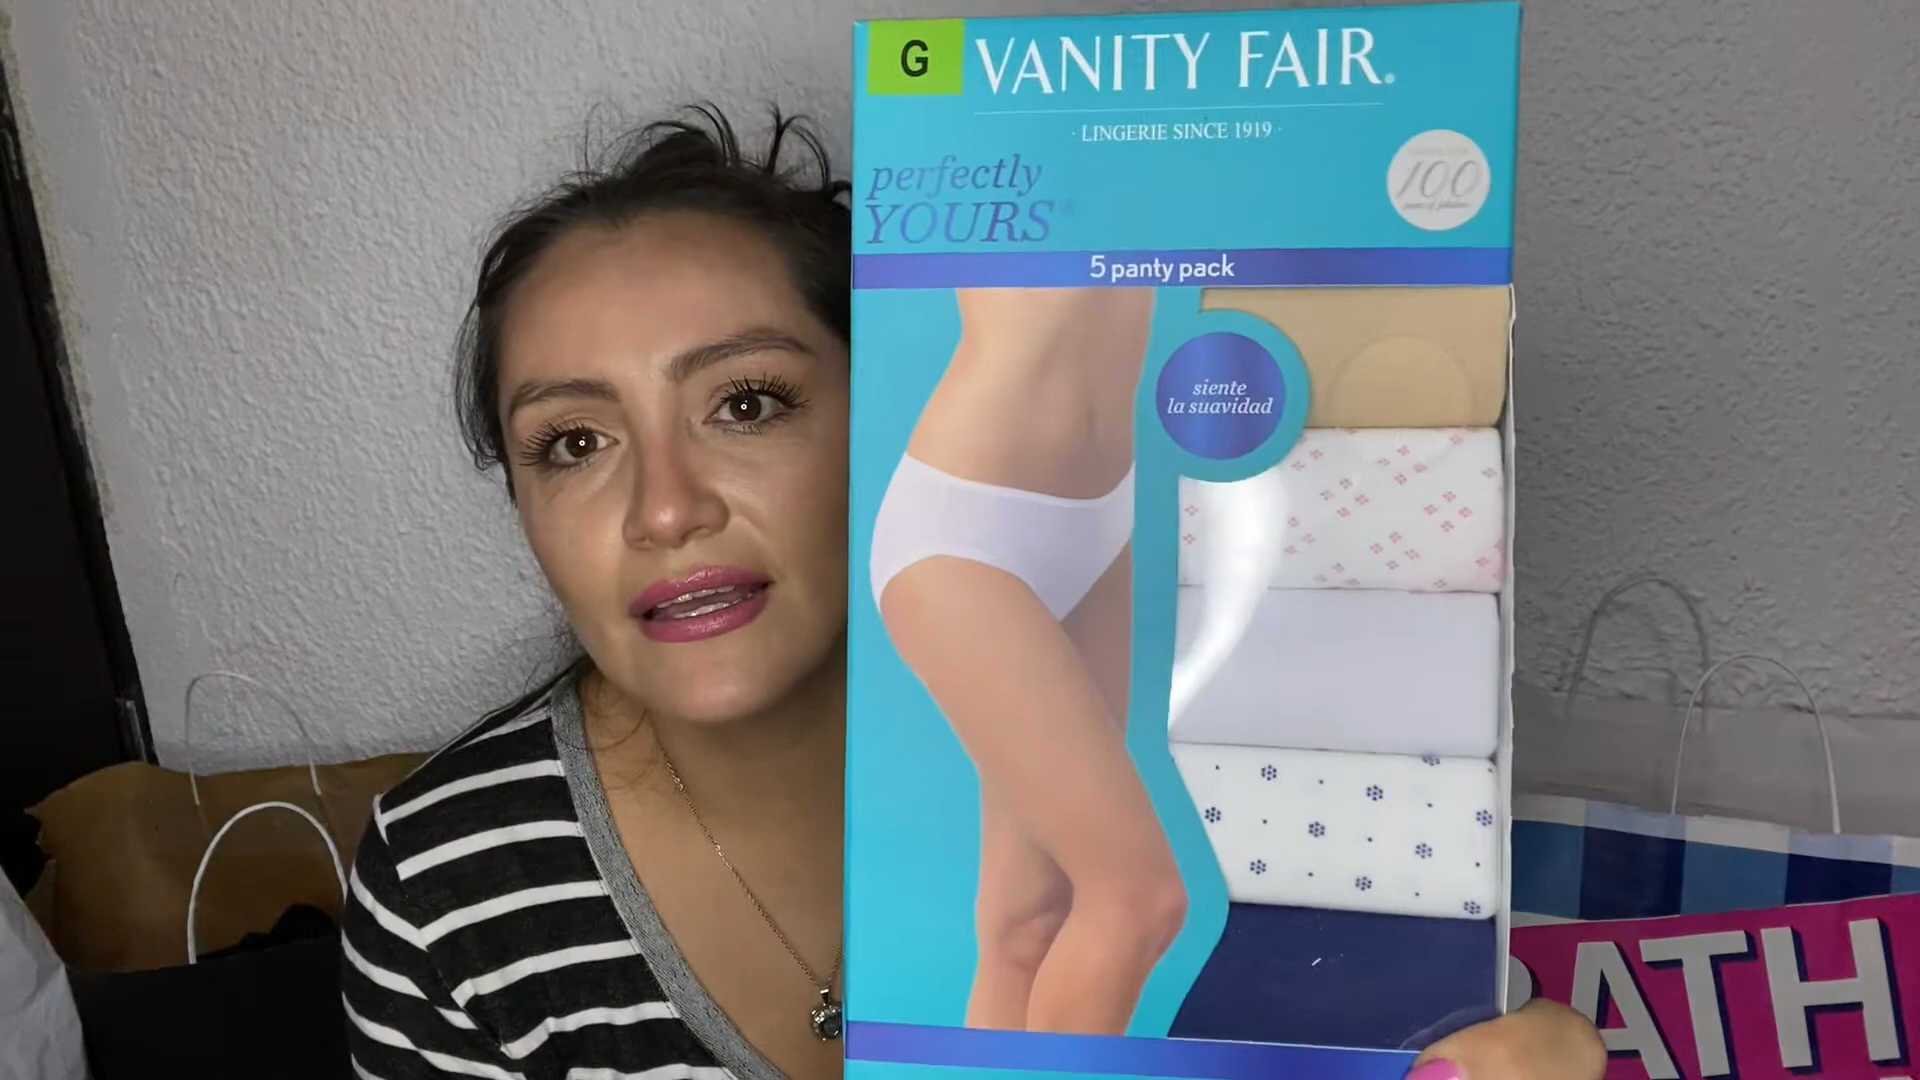 G
VANITY FAIR.
· LINGERIE SINCE 1919 ·
perfectly
YOURS
100
5 panty pack
siente
la suavidad
ATH